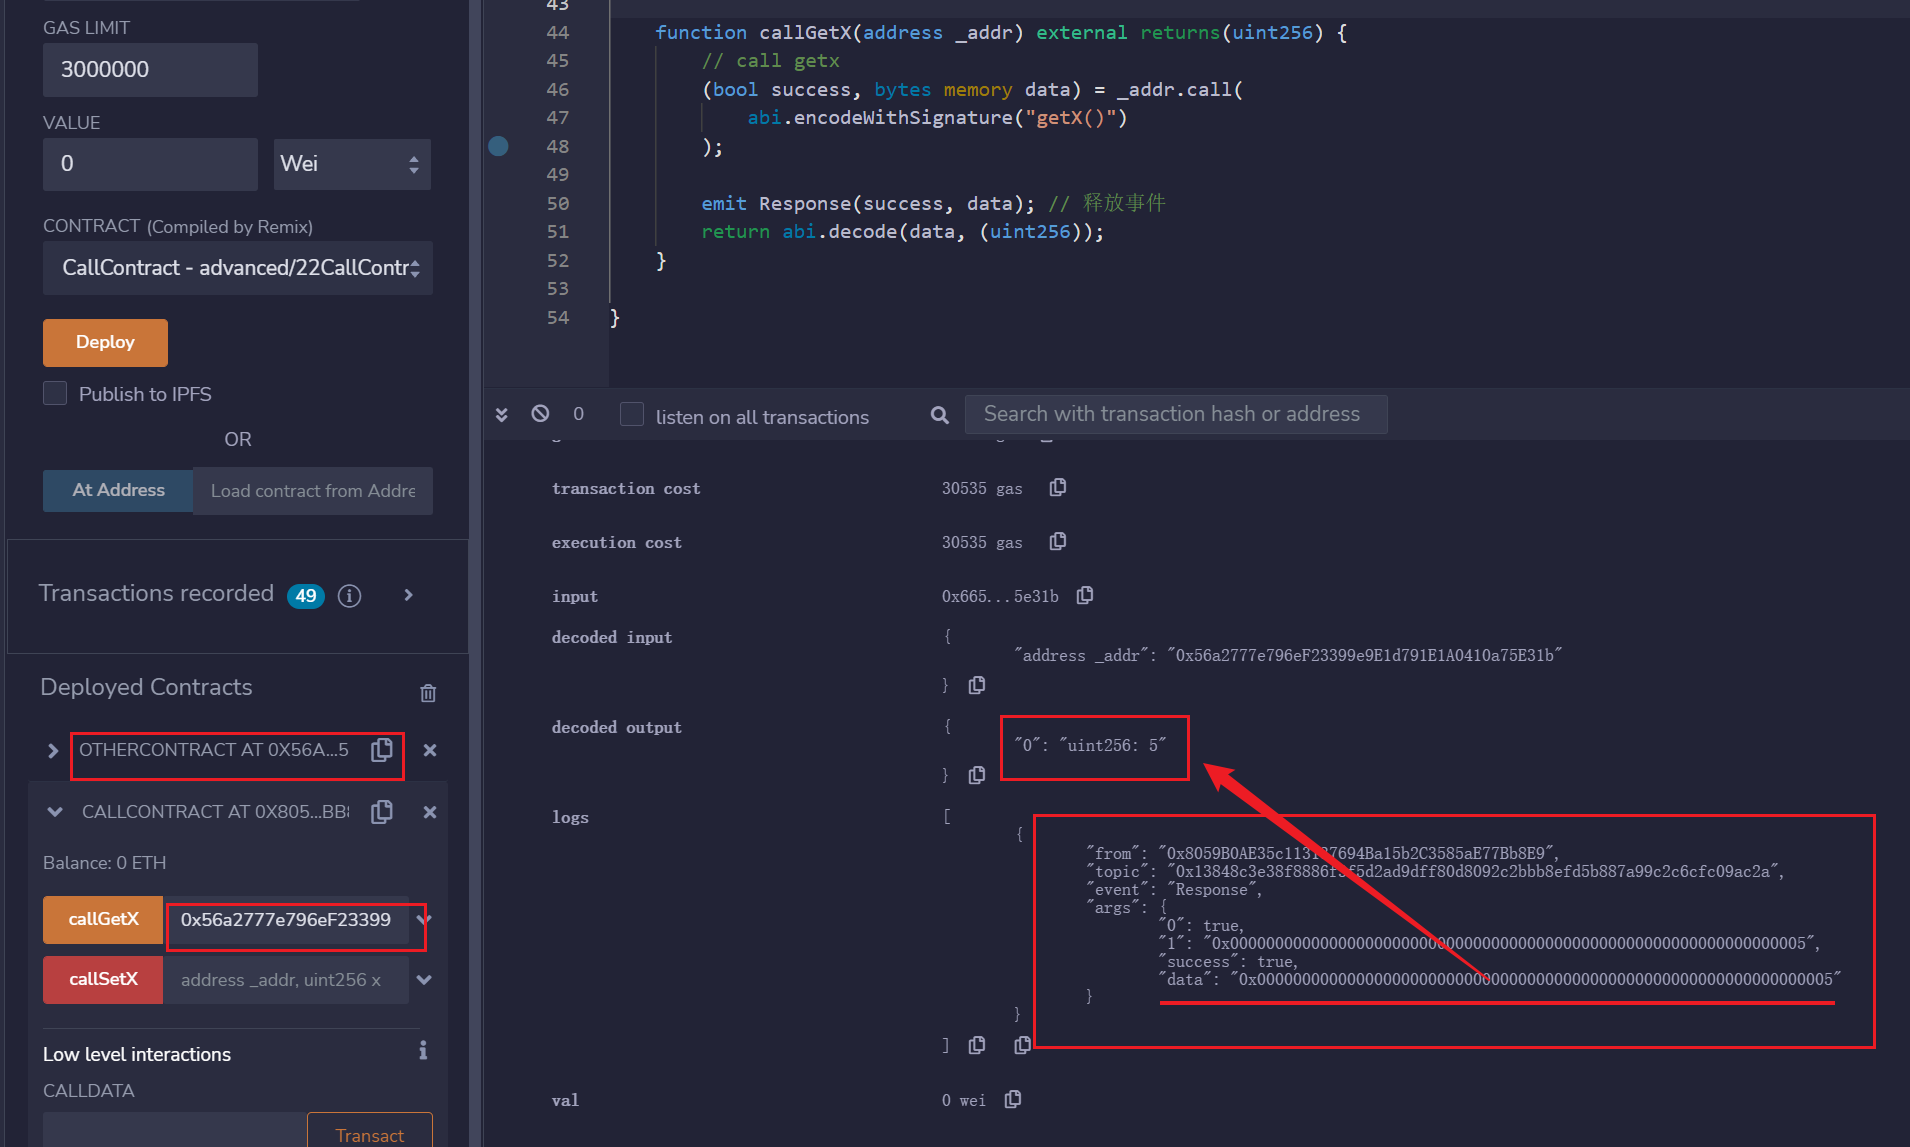 GAS LIMIT
3000000
VALUE
0
Wei
CONTRACT (Compiled by Remix)
CallContract - advanced/22CallContr
Deploy
Publish to IPFS
OR
At Address
Load contract from Addre
Transactions recorded 49
Deployed Contracts
OTHERCONTRACT AT 0X56A...5
CALLCONTRACT AT 0X805...BB
Balance: 0 ETH
callGetX
0x56a2777e796eF23399
callSetX
address _addr, uint256 x
Low level interactions
CALLDATA
Transact
43
44 function callGetX(address _addr) external returns(uint256) {
45 // call getx
46 (bool success, bytes memory data) = _addr.call(
47 abi.encodeWithSignature("getX()")
48 );
49
50 emit Response(success, data); // 释放事件
51 return abi.decode(data, (uint256));
52 }
53
54 }
0
listen on all transactions
Search with transaction hash or address
transaction cost 30535 gas
execution cost 30535 gas
input 0x665...5e31b
decoded input {
"address _addr": "0x56a2777e796eF23399e9E1d791E1A0410a75E31b"
}
decoded output {
"0": "uint256: 5"
}
logs [
{
"from":
"topic":
"event": "Response",
"args": {
"0": true,
"1": "0x0000000000000000000000000000000000000000000000000000000000000005",
"success": true,
"data": "0x0000000000000000000000000000000000000000000000000000000000000005"
}
}
]
val 0 wei